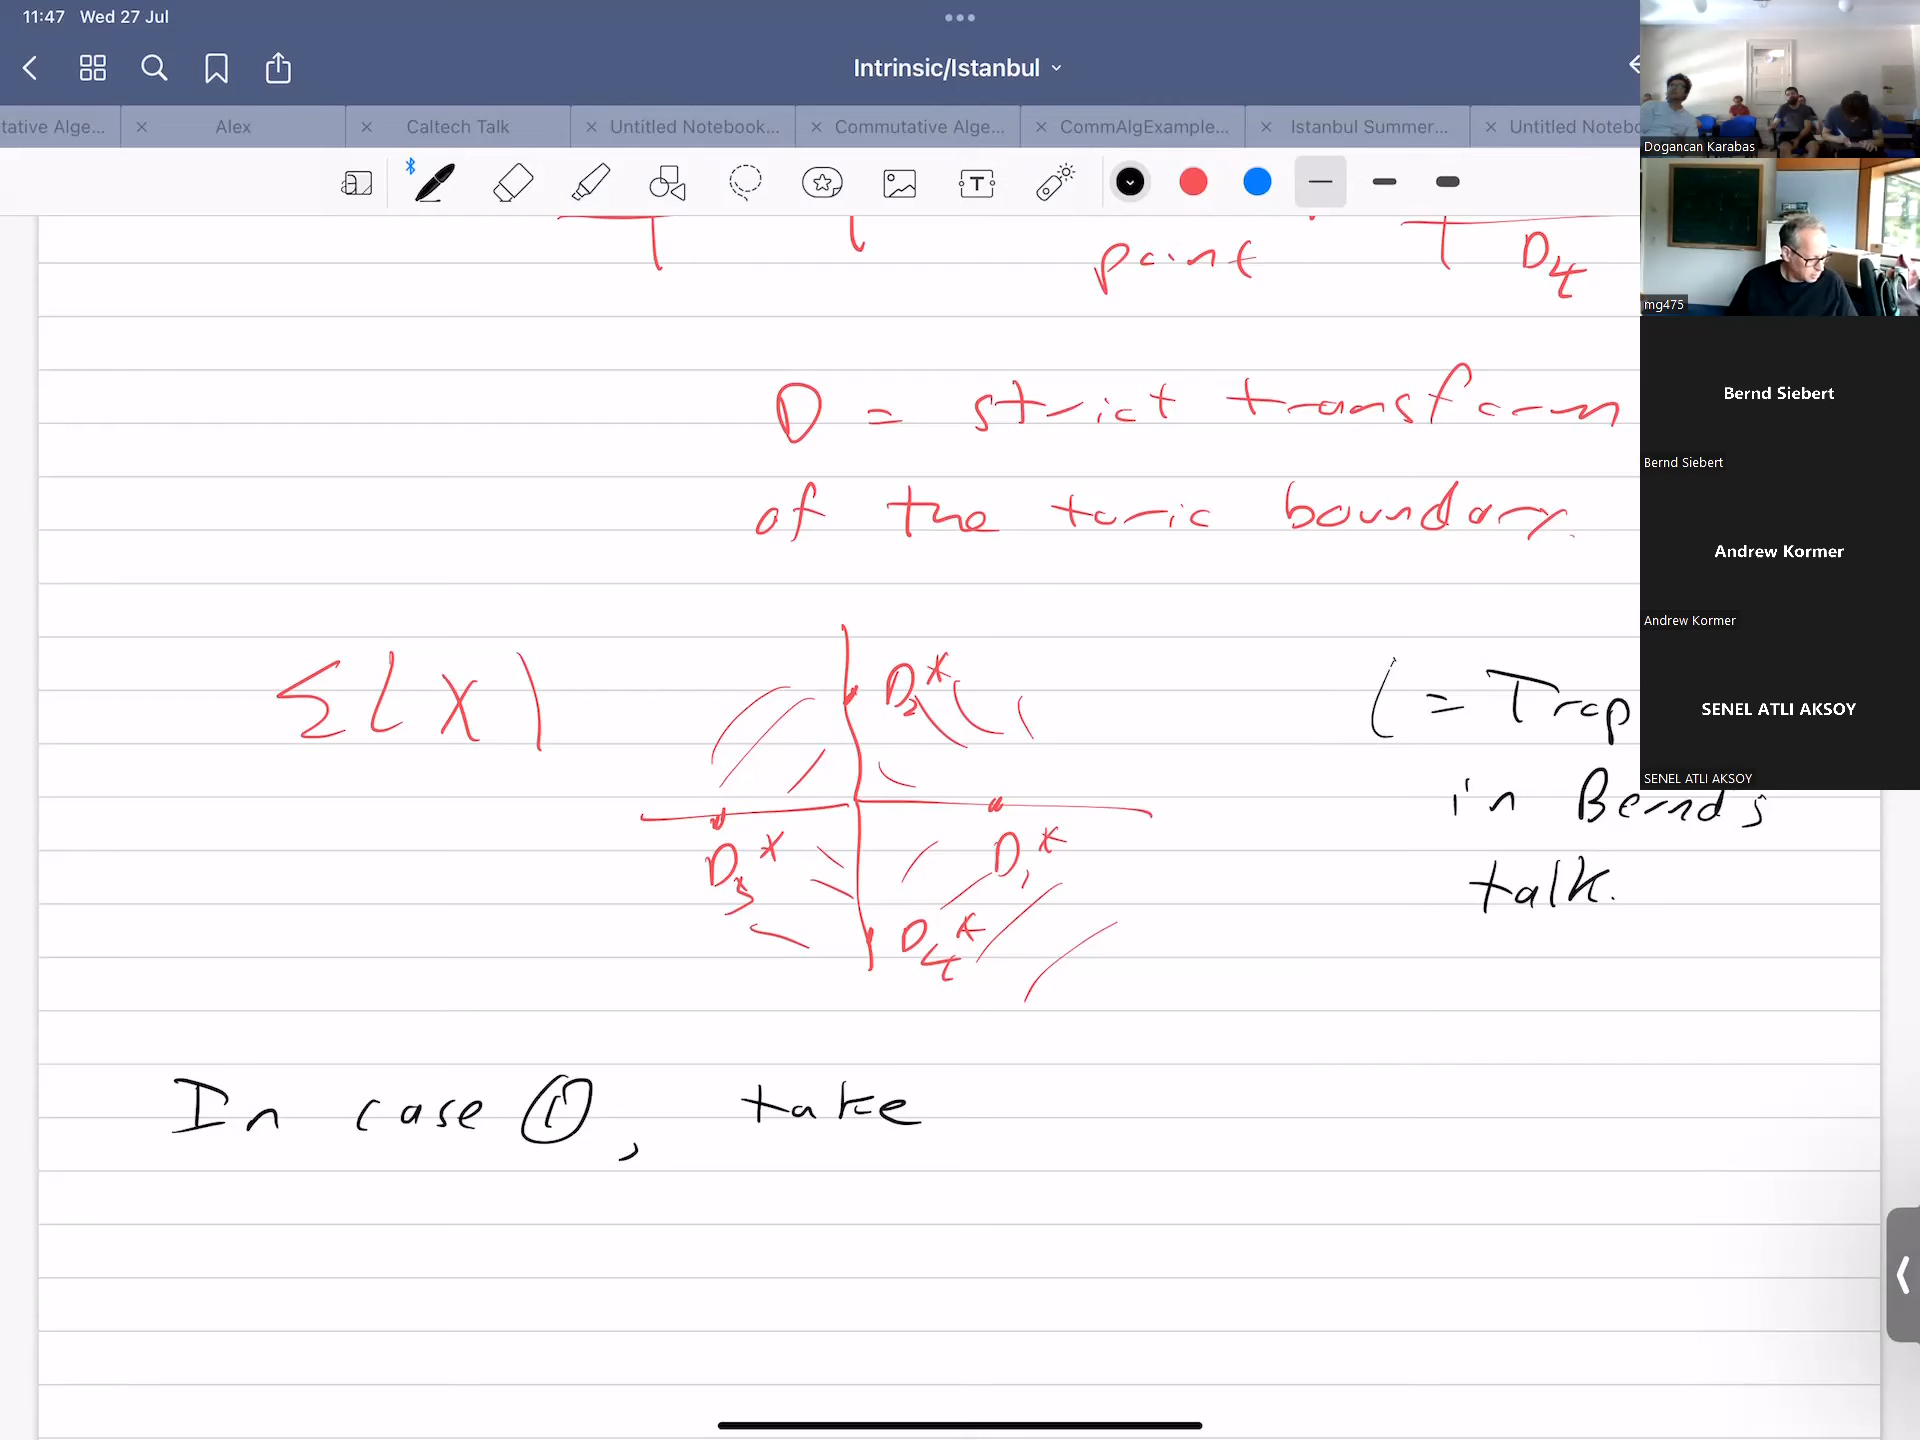 11:47 Wed 27 Jul
Intrinsic/Istanbul
tative Alge... Alex Caltech Talk Untitled Notebook... Commutative Alge... CommAlgExample... Istanbul Summer... Untitled Notebo
Dogancan Karabas
mg475
point D4
Bernd Siebert
Bernd Siebert
D = strict transform
of the toric boundary.
Andrew Kormer
Andrew Kormer
Σ(X) D2* (= Trop
SENEL ATLI AKSOY
SENEL ATLI AKSOY
in Bernd's
D3* D1*
talk.
D4*
In case ①, take